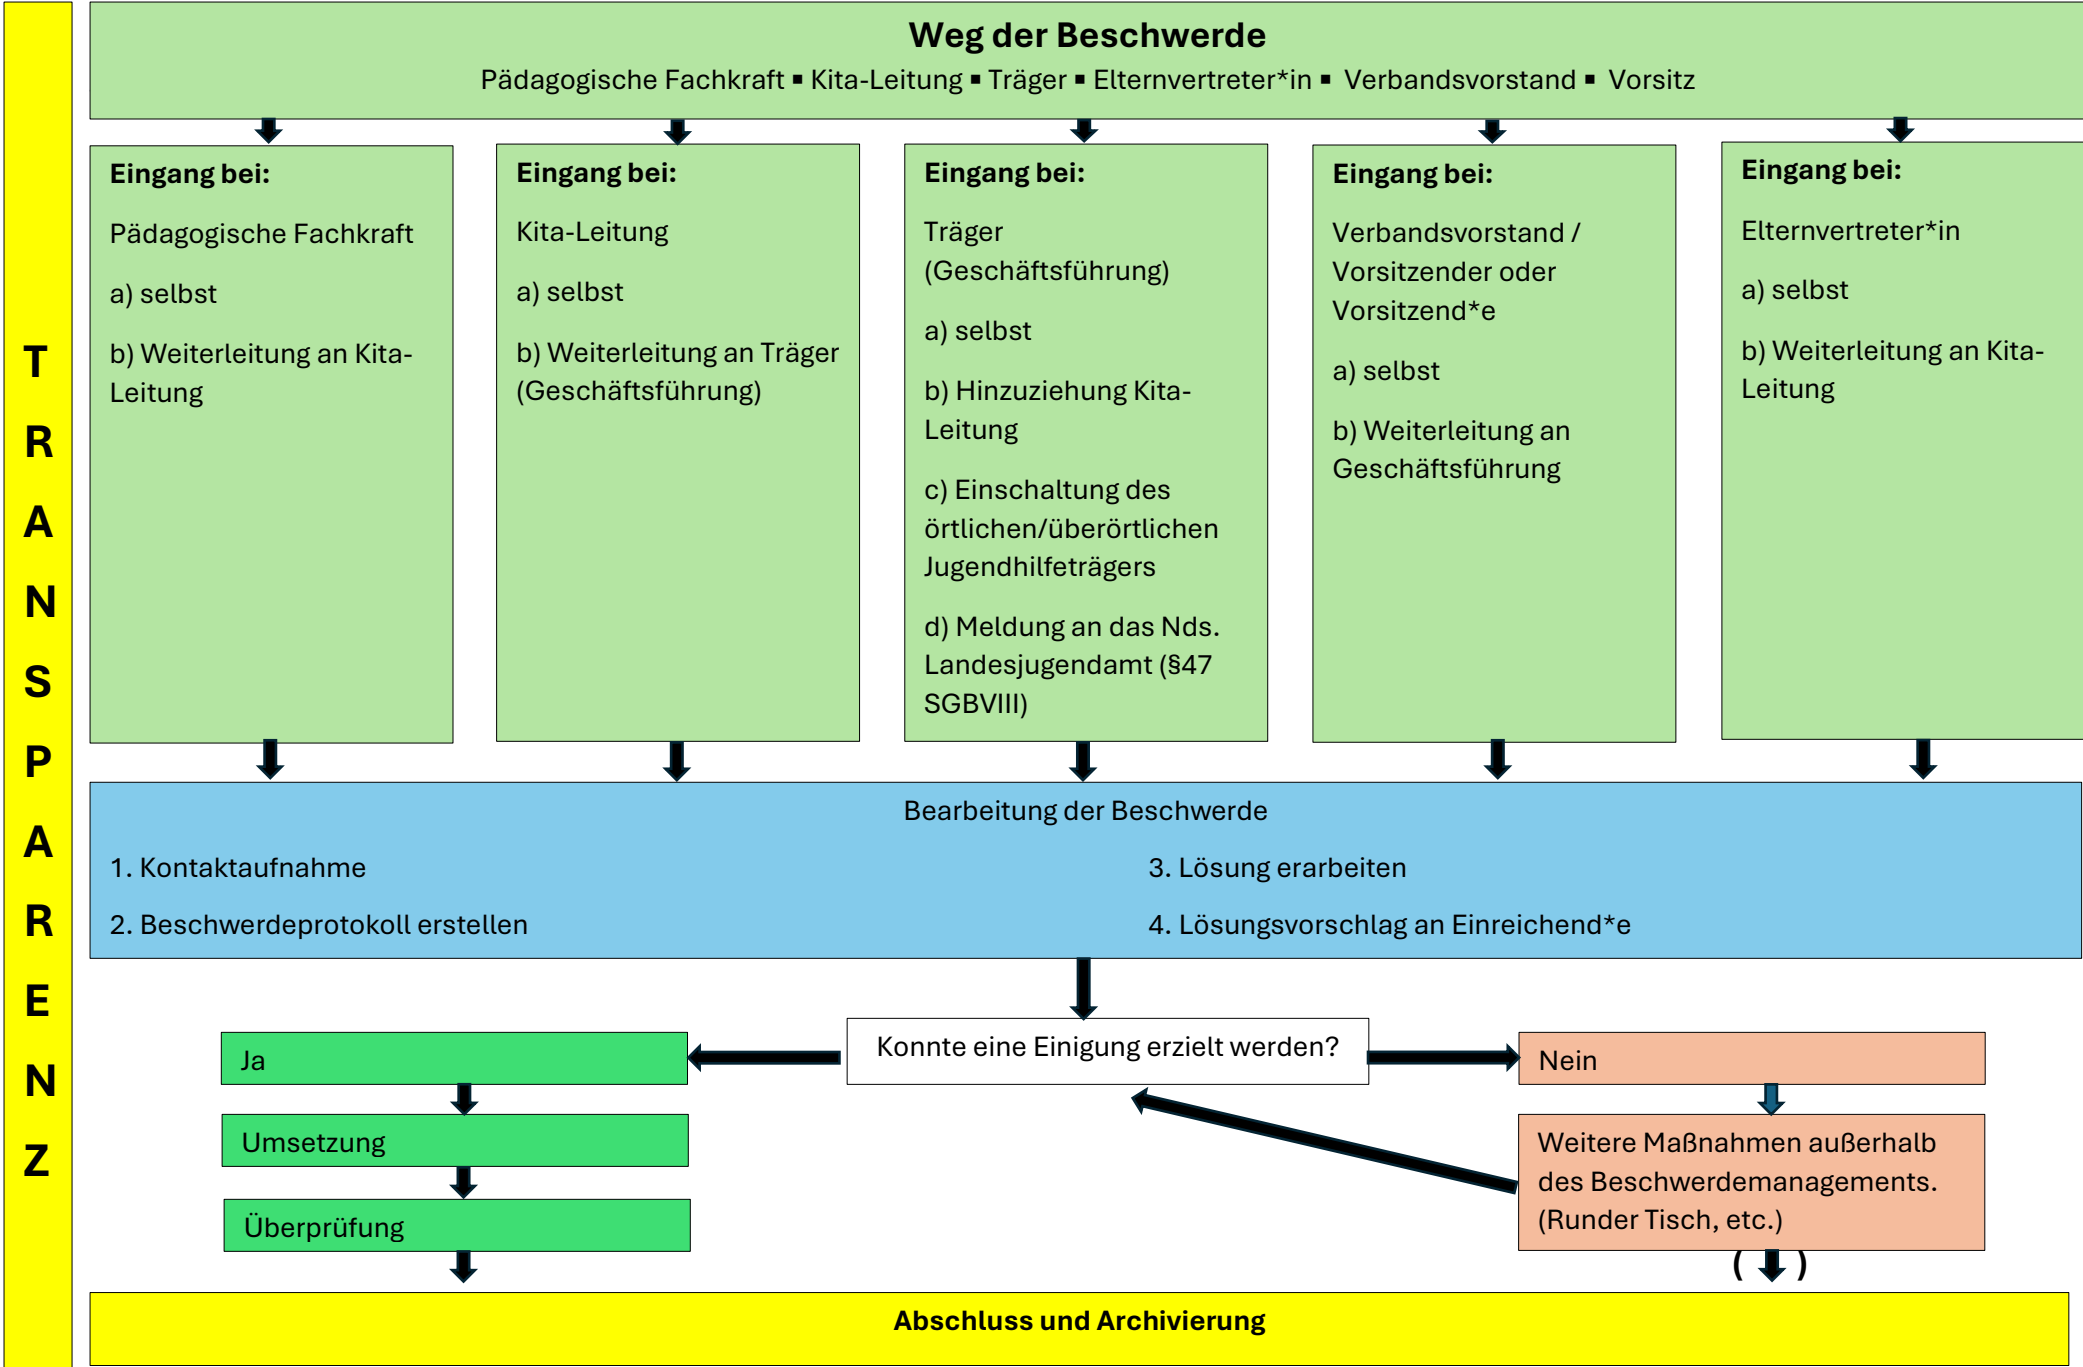 TRANSPARENZ
Weg der Beschwerde
Pädagogische Fachkraft ▪ Kita-Leitung ▪ Träger ▪ Elternvertreter*in ▪ Verbandsvorstand ▪ Vorsitz
Eingang bei:
Pädagogische Fachkraft
a) selbst
b) Weiterleitung an Kita-
Leitung
Eingang bei:
Kita-Leitung
a) selbst
b) Weiterleitung an Träger
(Geschäftsführung)
Eingang bei:
Träger
(Geschäftsführung)
a) selbst
b) Hinzuziehung Kita-
Leitung
c) Einschaltung des
örtlichen/überörtlichen
Jugendhilfeträgers
d) Meldung an das Nds.
Landesjugendamt (§47
SGBVIII)
Eingang bei:
Verbandsvorstand /
Vorsitzender oder
Vorsitzend*e
a) selbst
b) Weiterleitung an
Geschäftsführung
Eingang bei:
Elternvertreter*in
a) selbst
b) Weiterleitung an Kita-
Leitung
Bearbeitung der Beschwerde
1. Kontaktaufnahme
2. Beschwerdeprotokoll erstellen
3. Lösung erarbeiten
4. Lösungsvorschlag an Einreichend*e
Konnte eine Einigung erzielt werden?
Ja
Umsetzung
Überprüfung
Nein
Weitere Maßnahmen außerhalb
des Beschwerdemanagements.
(Runder Tisch, etc.)
( )
Abschluss und Archivierung